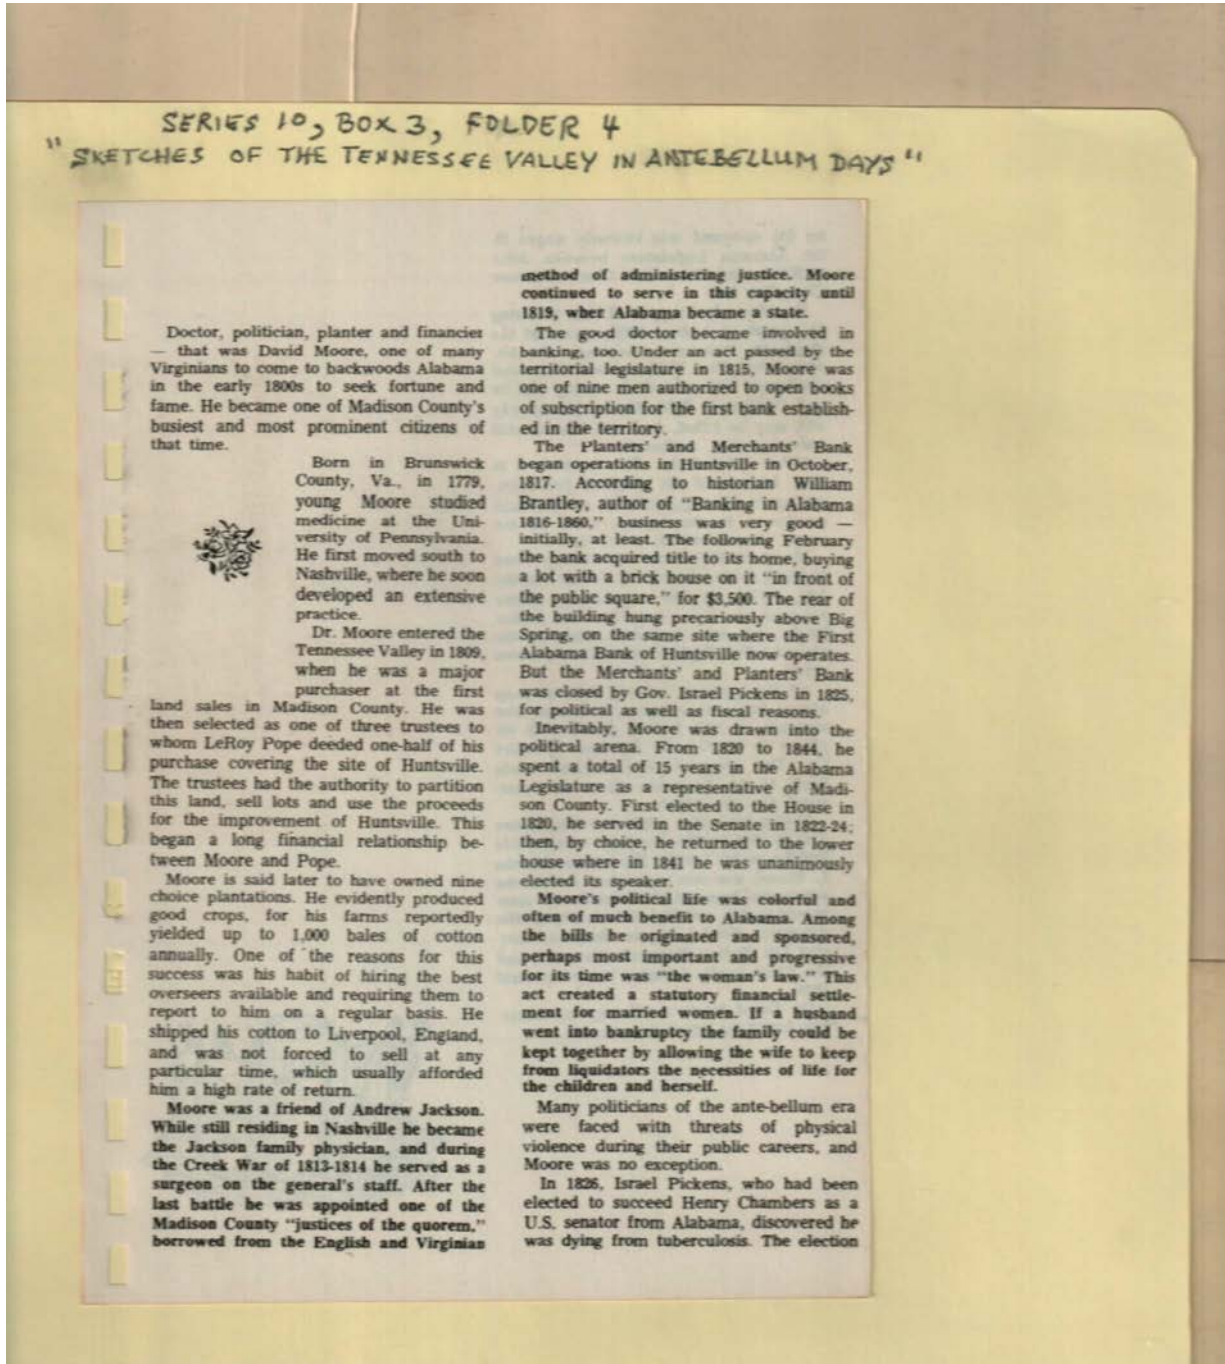 SERIES 10, BOX 3, FOLDER 4
"SKETCHES OF THE TENNESSEE VALLEY IN ANTEBELLUM DAYS"
Doctor, politician, planter and financier
— that was David Moore, one of many
Virginians to come to backwoods Alabama
in the early 1800s to seek fortune and
fame. He became one of Madison County's
busiest and most prominent citizens of
that time.
Born in Brunswick
County, Va., in 1779,
young Moore studied
medicine at the Uni-
versity of Pennsylvania.
He first moved south to
Nashville, where he soon
developed an extensive
practice.
Dr. Moore entered the
Tennessee Valley in 1809,
when he was a major
purchaser at the first
land sales in Madison County. He was
then selected as one of three trustees to
whom LeRoy Pope deeded one-half of his
purchase covering the site of Huntsville.
The trustees had the authority to partition
this land, sell lots and use the proceeds
for the improvement of Huntsville. This
began a long financial relationship be-
tween Moore and Pope.
Moore is said later to have owned nine
choice plantations. He evidently produced
good crops, for his farms reportedly
yielded up to 1,000 bales of cotton
annually. One of the reasons for this
success was his habit of hiring the best
overseers available and requiring them to
report to him on a regular basis. He
shipped his cotton to Liverpool, England,
and was not forced to sell at any
particular time, which usually afforded
him a high rate of return.
Moore was a friend of Andrew Jackson.
While still residing in Nashville he became
the Jackson family physician, and during
the Creek War of 1813-1814 he served as a
surgeon on the general's staff. After the
last battle he was appointed one of the
Madison County "justices of the quorem,"
borrowed from the English and Virginian
method of administering justice. Moore
continued to serve in this capacity until
1819, wher Alabama became a state.
The good doctor became involved in
banking, too. Under an act passed by the
territorial legislature in 1815, Moore was
one of nine men authorized to open books
of subscription for the first bank establish-
ed in the territory.
The Planters' and Merchants' Bank
began operations in Huntsville in October,
1817. According to historian William
Brantley, author of "Banking in Alabama
1816-1860," business was very good —
initially, at least. The following February
the bank acquired title to its home, buying
a lot with a brick house on it "in front of
the public square," for $3,500. The rear of
the building hung precariously above Big
Spring, on the same site where the First
Alabama Bank of Huntsville now operates.
But the Merchants' and Planters' Bank
was closed by Gov. Israel Pickens in 1825,
for political as well as fiscal reasons.
Inevitably, Moore was drawn into the
political arena. From 1820 to 1844, he
spent a total of 15 years in the Alabama
Legislature as a representative of Madi-
son County. First elected to the House in
1820, he served in the Senate in 1822-24;
then, by choice, he returned to the lower
house where in 1841 he was unanimously
elected its speaker.
Moore's political life was colorful and
often of much benefit to Alabama. Among
the bills he originated and sponsored,
perhaps most important and progressive
for its time was "the woman's law." This
act created a statutory financial settle-
ment for married women. If a husband
went into bankruptcy the family could be
kept together by allowing the wife to keep
from liquidators the necessities of life for
the children and herself.
Many politicians of the ante-bellum era
were faced with threats of physical
violence during their public careers, and
Moore was no exception.
In 1826, Israel Pickens, who had been
elected to succeed Henry Chambers as a
U.S. senator from Alabama, discovered he
was dying from tuberculosis. The election